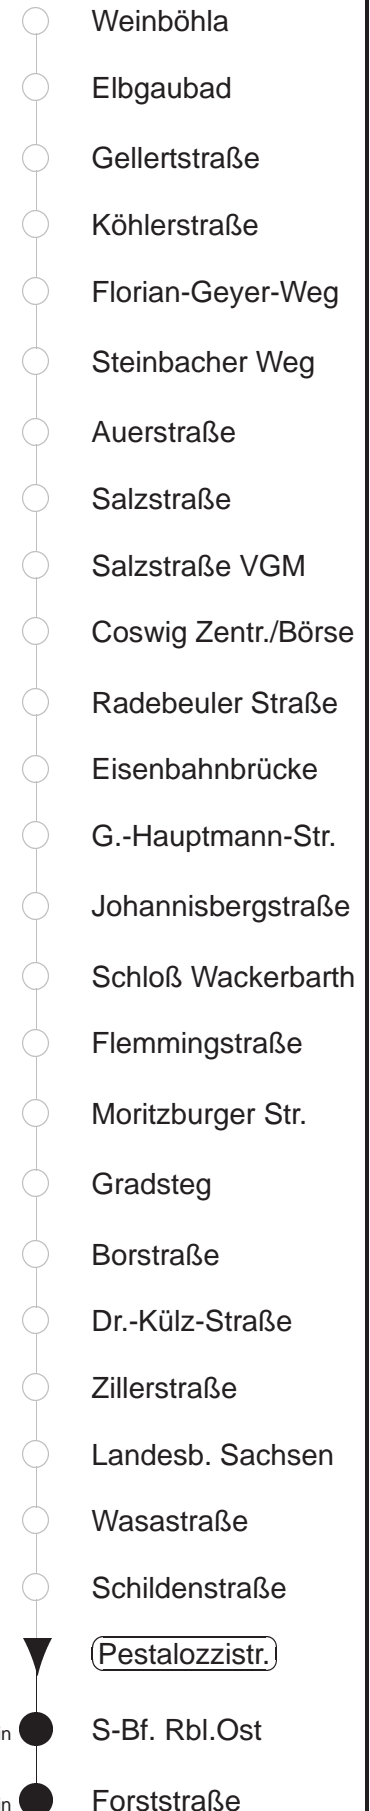 Weinböhla
Elbgaubad
Gellertstraße
Köhlerstraße
Florian-Geyer-Weg
Steinbacher Weg
Auerstraße
Salzstraße
Salzstraße VGM
Coswig Zentr./Börse
Radebeuler Straße
Eisenbahnbrücke
G.-Hauptmann-Str.
Johannisbergstraße
Schloß Wackerbarth
Flemmingstraße
Moritzburger Str.
Gradsteg
Borstraße
Dr.-Külz-Straße
Zillerstraße
Landesb. Sachsen
Wasastraße
Schildenstraße
Pestalozzistr.
S-Bf. Rbl.Ost
Forststraße